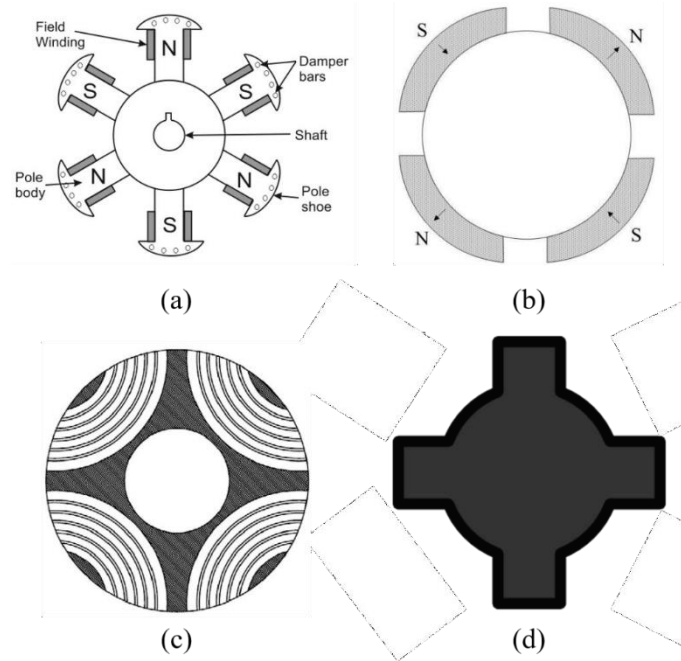 Field
Winding
N
S
S
Damper
bars
Shaft
Pole
body
N
N
Pole
shoe
S
(a)
S
N
N
S
(b)
(c)
(d)